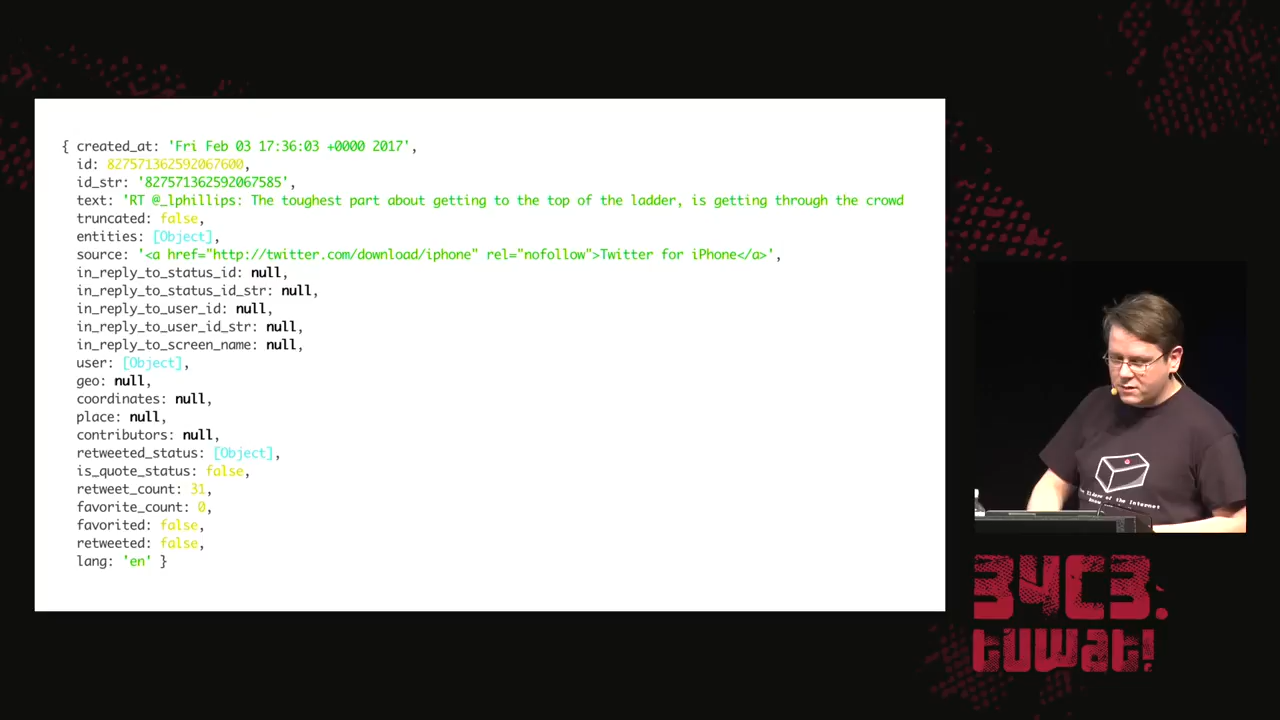 { created_at: 'Fri Feb 03 17:36:03 +0000 2017',
id: 827571362592067600,
id_str: '827571362592067585',
text: 'RT @_lphillips: The toughest part about getting to the top of the ladder, is getting through the crowd
truncated: false,
entities: [Object],
source: '<a href="http://twitter.com/download/iphone" rel="nofollow">Twitter for iPhone</a>',
in_reply_to_status_id: null,
in_reply_to_status_id_str: null,
in_reply_to_user_id: null,
in_reply_to_user_id_str: null,
in_reply_to_screen_name: null,
user: [Object],
geo: null,
coordinates: null,
place: null,
contributors: null,
retweeted_status: [Object],
is_quote_status: false,
retweet_count: 31,
favorite_count: 0,
favorited: false,
retweeted: false,
lang: 'en' }
Elders of the Internet
34C3.
tuwat!